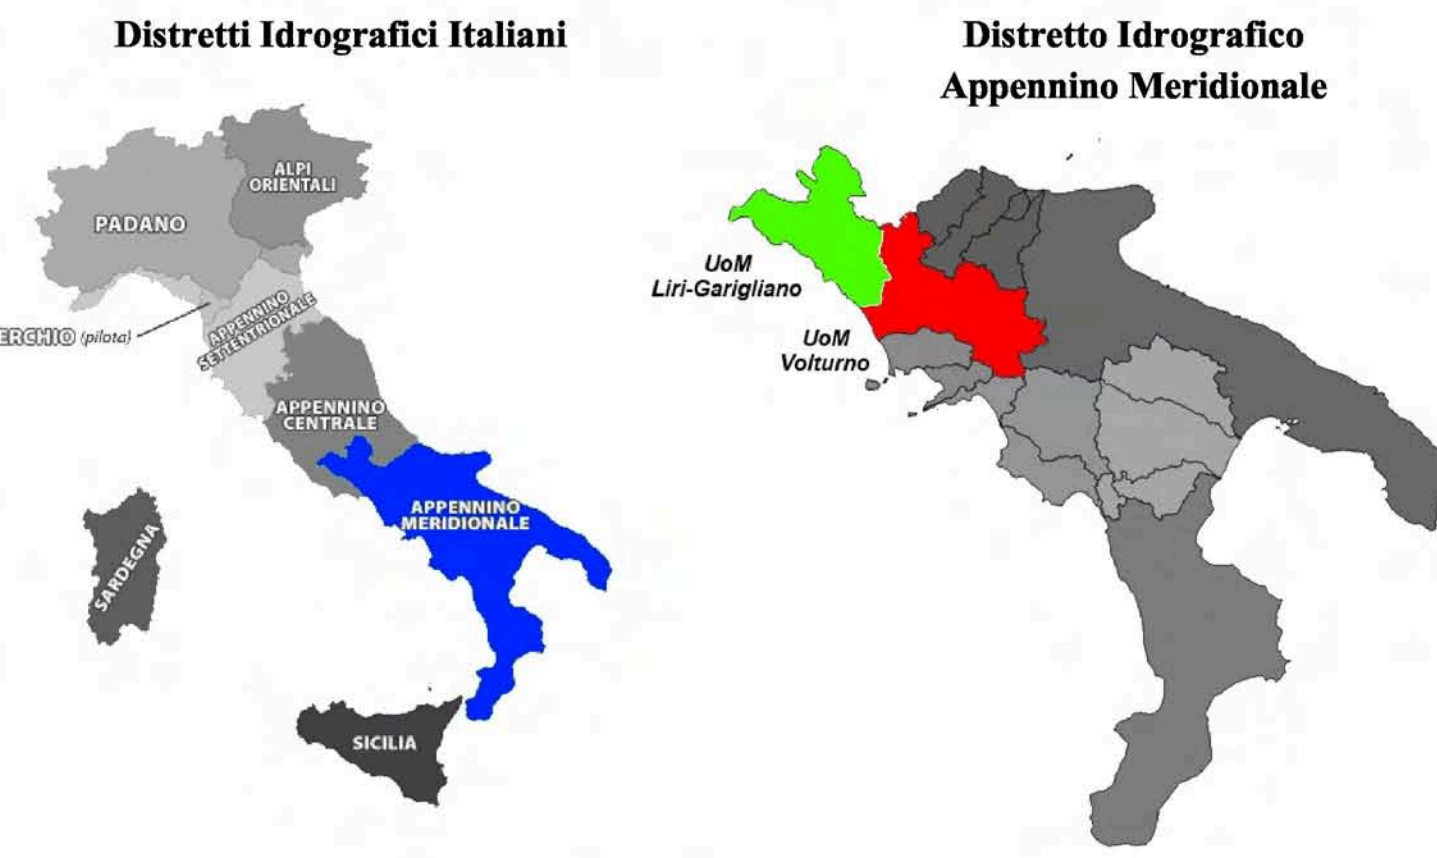 Distretti Idrografici Italiani
Distretto Idrografico
Appennino Meridionale
ALPI
ORIENTALI
PADANO
APPENNINO
SETTENTRIONALE
ERCHIO (pilota)
APPENNINO
CENTRALE
APPENNINO
MERIDIONALE
SARDEGNA
SICILIA
UoM
Liri-Garigliano
UoM
Volturno